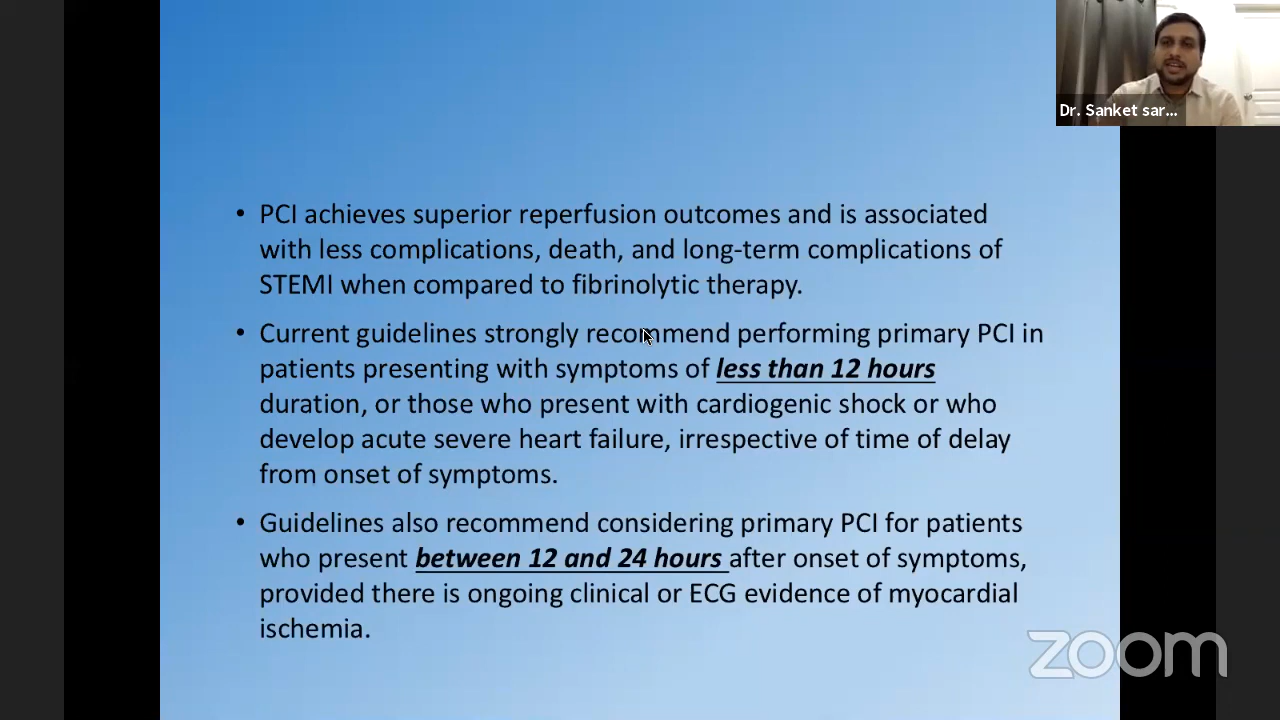 Dr. Sanket sar...
• PCI achieves superior reperfusion outcomes and is associated
with less complications, death, and long-term complications of
STEMI when compared to fibrinolytic therapy.
• Current guidelines strongly recommend performing primary PCI in
patients presenting with symptoms of less than 12 hours
duration, or those who present with cardiogenic shock or who
develop acute severe heart failure, irrespective of time of delay
from onset of symptoms.
• Guidelines also recommend considering primary PCI for patients
who present between 12 and 24 hours after onset of symptoms,
provided there is ongoing clinical or ECG evidence of myocardial
ischemia.
zoom